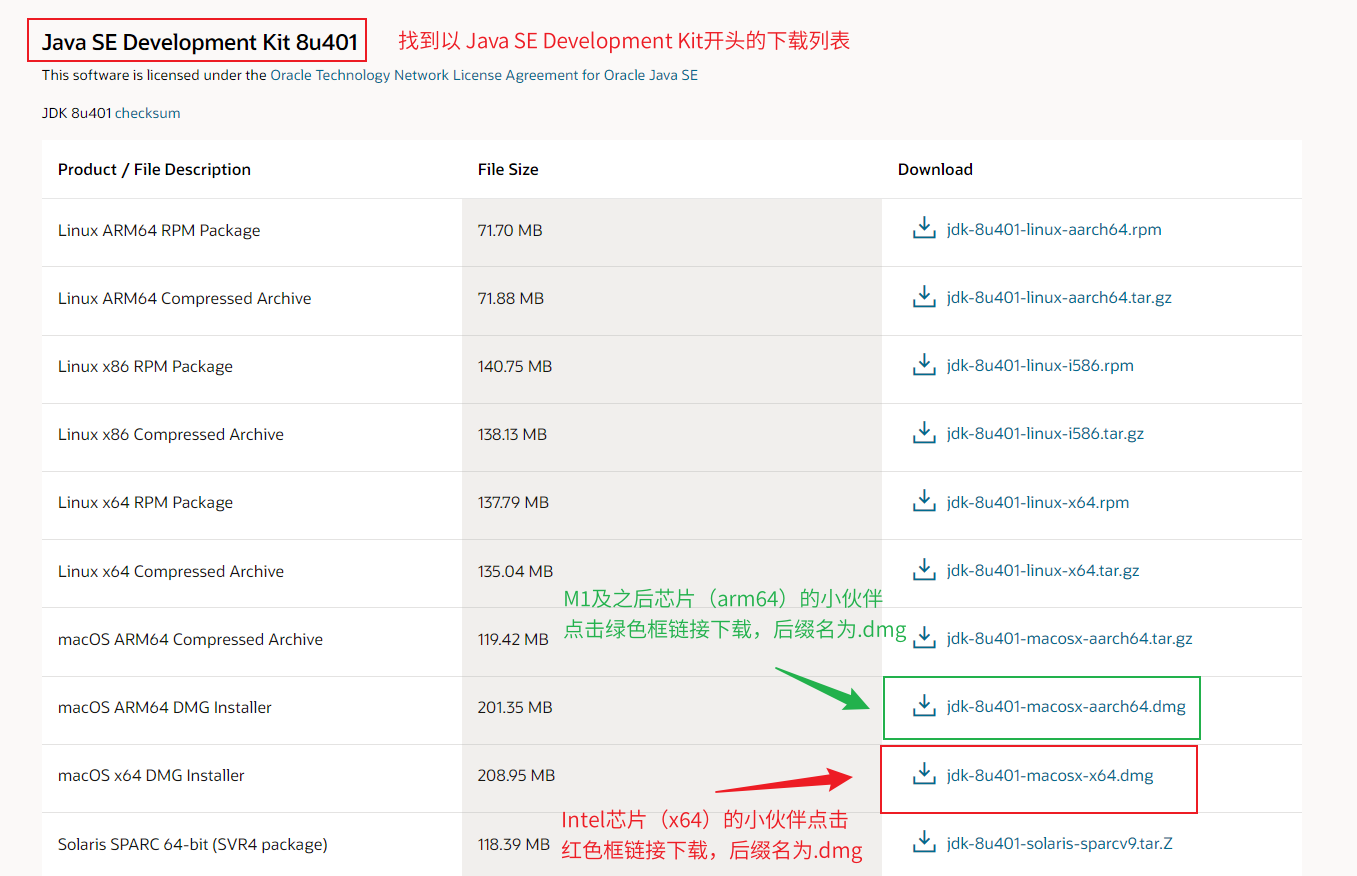 Java SE Development Kit 8u401
找到以 Java SE Development Kit开头的下载列表
This software is licensed under the Oracle Technology Network License Agreement for Oracle Java SE
JDK 8u401 checksum
Product / File Description File Size Download
Linux ARM64 RPM Package 71.70 MB jdk-8u401-linux-aarch64.rpm
Linux ARM64 Compressed Archive 71.88 MB jdk-8u401-linux-aarch64.tar.gz
Linux x86 RPM Package 140.75 MB jdk-8u401-linux-i586.rpm
Linux x86 Compressed Archive 138.13 MB jdk-8u401-linux-i586.tar.gz
Linux x64 RPM Package 137.79 MB jdk-8u401-linux-x64.rpm
Linux x64 Compressed Archive 135.04 MB jdk-8u401-linux-x64.tar.gz
M1及之后芯片（arm64）的小伙伴
点击绿色框链接下载，后缀名为.dmg
macOS ARM64 Compressed Archive 119.42 MB jdk-8u401-macosx-aarch64.tar.gz
macOS ARM64 DMG Installer 201.35 MB jdk-8u401-macosx-aarch64.dmg
macOS x64 DMG Installer 208.95 MB jdk-8u401-macosx-x64.dmg
Intel芯片（x64）的小伙伴点击
红色框链接下载，后缀名为.dmg
Solaris SPARC 64-bit (SVR4 package) 118.39 MB jdk-8u401-solaris-sparcv9.tar.Z